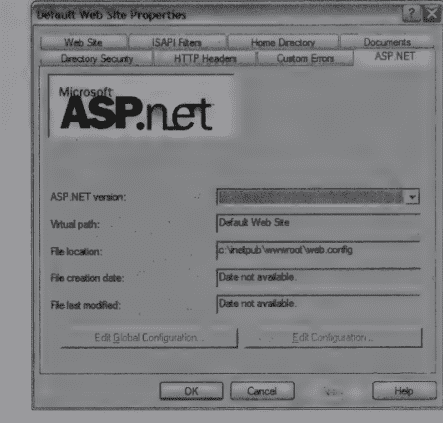 Default Web Site Properties
Web Site ISAPI Filters Home Directory Documents
Directory Security HTTP Headers Custom Errors ASP.NET
Microsoft
ASP.net
ASP.NET version:
Virtual path: Default Web Site
File location: c:\inetpub\wwwroot\web.config
File creation date: Date not available.
File last modified: Date not available.
Edit Global Configuration... Edit Configuration...
OK Cancel Help